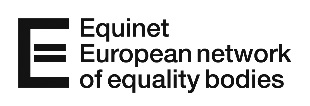 Equinet
European network
of equality bodies